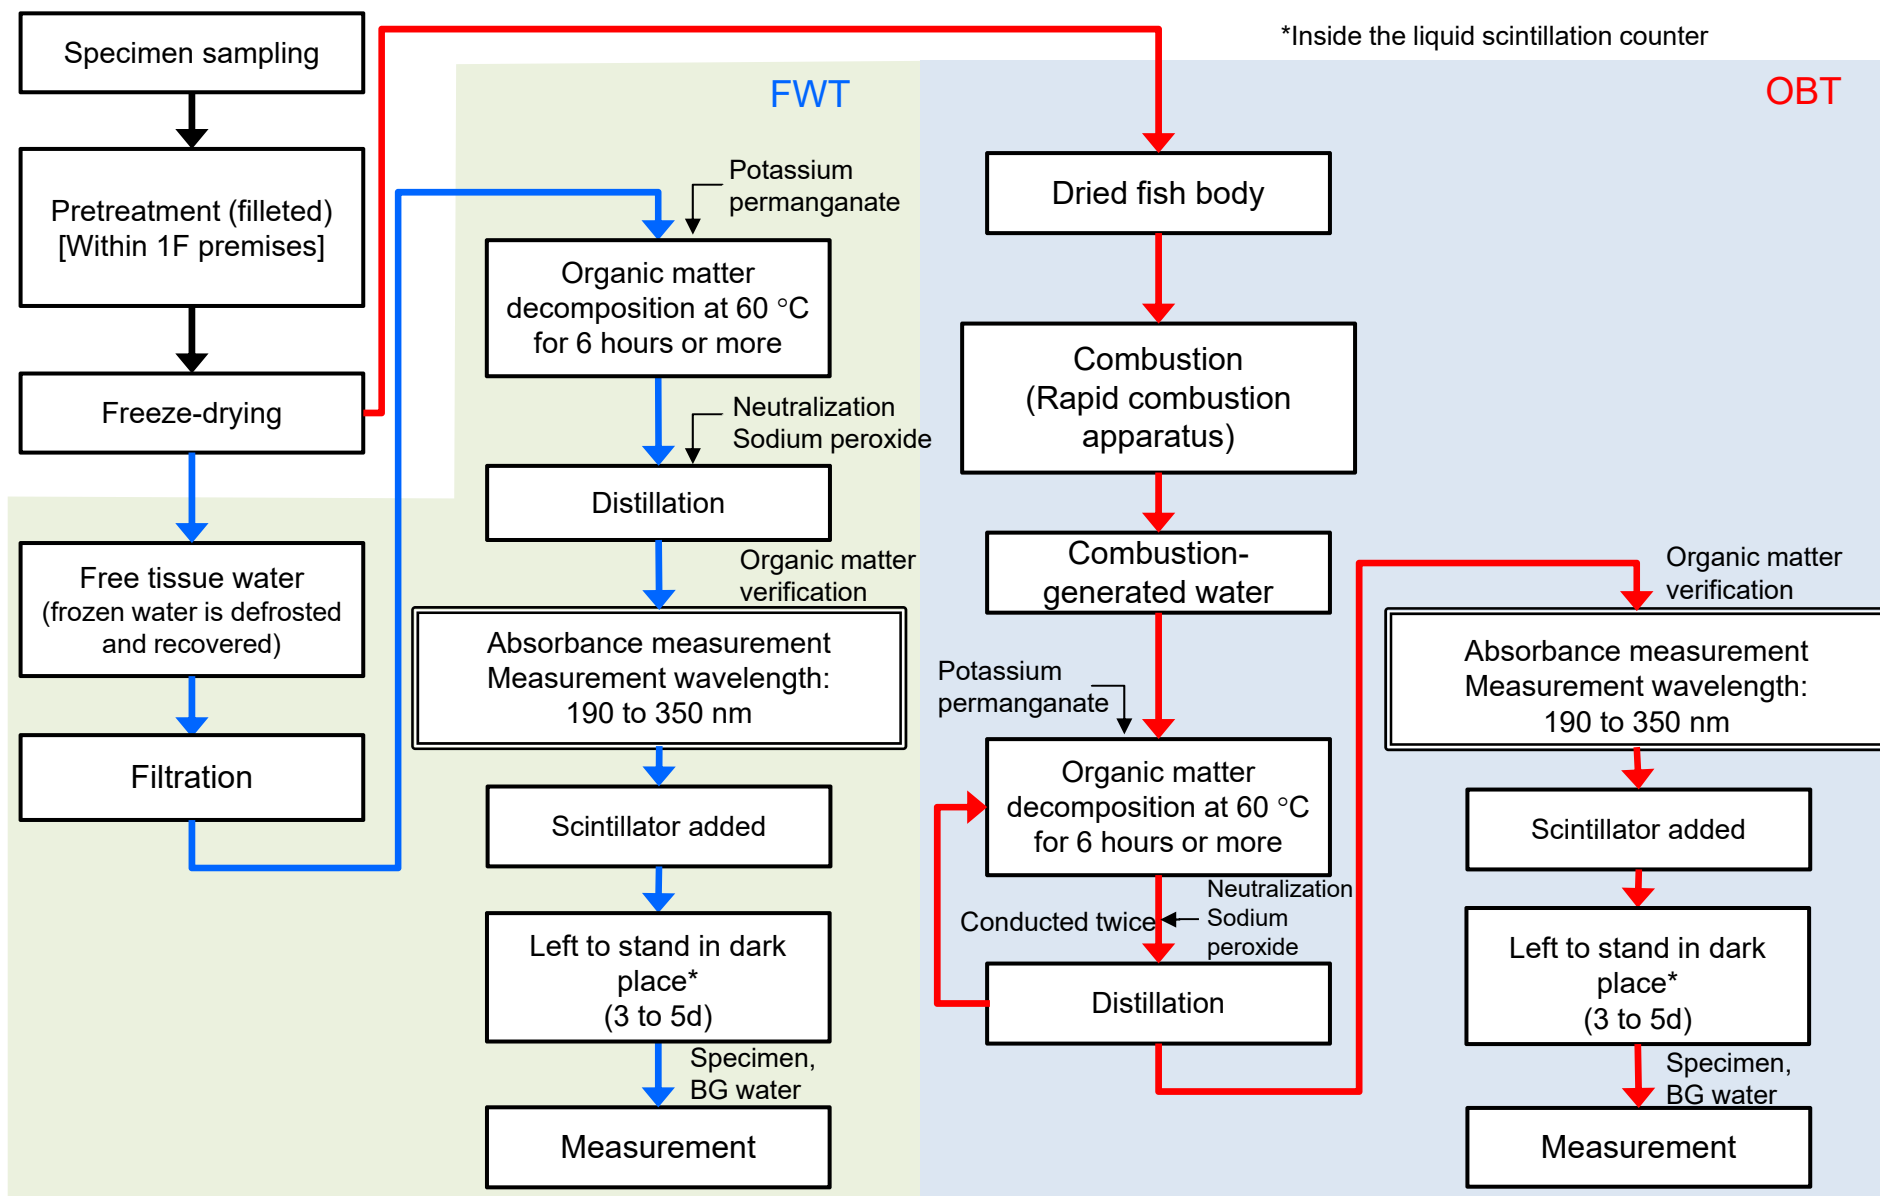 Specimen sampling
Pretreatment (filleted)
[Within 1F premises]
Freeze-drying
Free tissue water
(frozen water is defrosted
and recovered)
Filtration
FWT
Potassium
permanganate
Organic matter
decomposition at 60 °C
for 6 hours or more
Neutralization
Sodium peroxide
Distillation
Organic matter
verification
Absorbance measurement
Measurement wavelength:
190 to 350 nm
Scintillator added
Left to stand in dark
place*
(3 to 5d)
Specimen,
BG water
Measurement
*Inside the liquid scintillation counter
OBT
Dried fish body
Combustion
(Rapid combustion
apparatus)
Combustion-
generated water
Potassium
permanganate
Organic matter
decomposition at 60 °C
for 6 hours or more
Conducted twice
Neutralization
Sodium
peroxide
Distillation
Organic matter
verification
Absorbance measurement
Measurement wavelength:
190 to 350 nm
Scintillator added
Left to stand in dark
place*
(3 to 5d)
Specimen,
BG water
Measurement